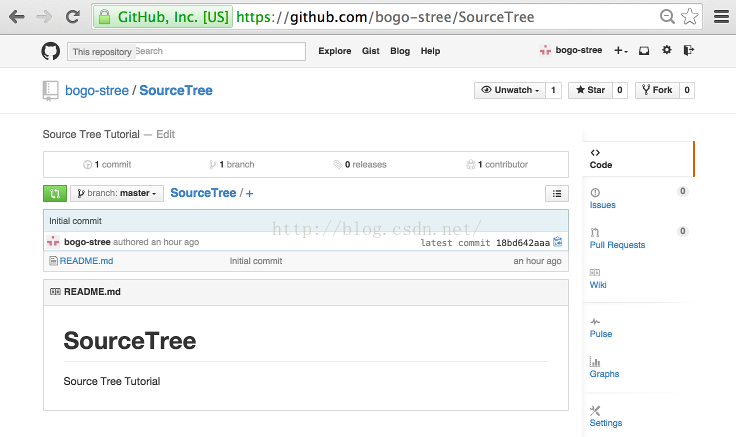 GitHub, Inc. [US] https://github.com/bogo-stree/SourceTree
This repository Search Explore Gist Blog Help bogo-stree
bogo-stree / SourceTree Unwatch 1 Star 0 Fork 0
Source Tree Tutorial — Edit
1 commit 1 branch 0 releases 1 contributor
branch: master SourceTree / +
Initial commit
http://blog.csdn.net/
bogo-stree authored an hour ago latest commit 18bd642aaa
README.md Initial commit an hour ago
README.md
SourceTree
Source Tree Tutorial
Code
Issues 0
Pull Requests 0
Wiki
Pulse
Graphs
Settings